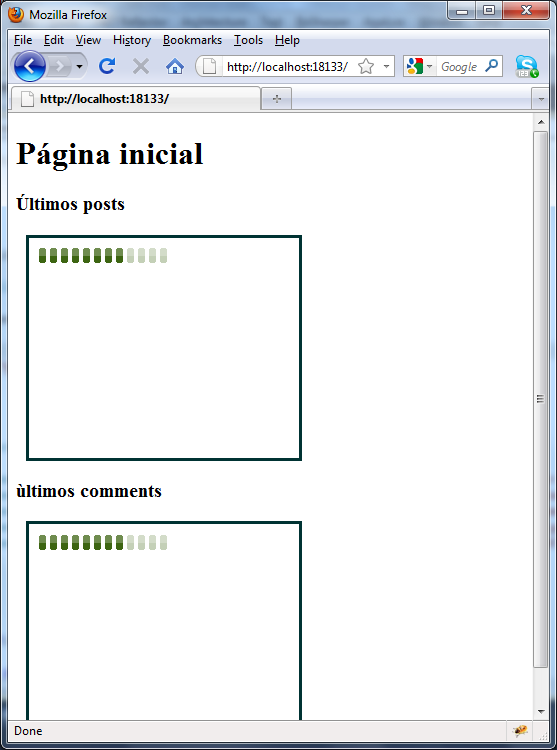 Mozilla Firefox
File Edit View History Bookmarks Tools Help
http://localhost:18133/ Google
http://localhost:18133/
Página inicial
Últimos posts
ùltimos comments
Done